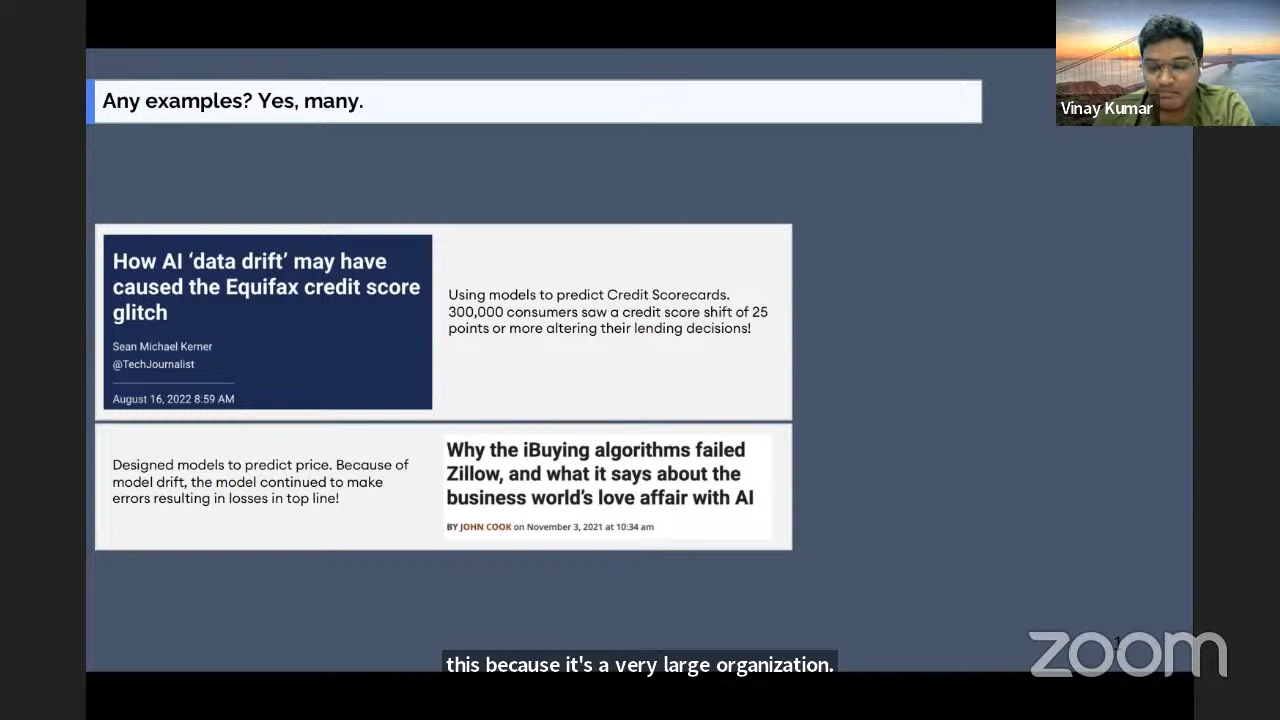 Any examples? Yes, many.
Vinay Kumar
How AI ‘data drift’ may have
caused the Equifax credit score
glitch
Sean Michael Kerner
@TechJournalist
August 16, 2022 8:59 AM
Using models to predict Credit Scorecards.
300,000 consumers saw a credit score shift of 25
points or more altering their lending decisions!
Designed models to predict price. Because of
model drift, the model continued to make
errors resulting in losses in top line!
Why the iBuying algorithms failed
Zillow, and what it says about the
business world’s love affair with AI
BY JOHN COOK on November 3, 2021 at 10:34 am
this because it's a very large organization.
zoom